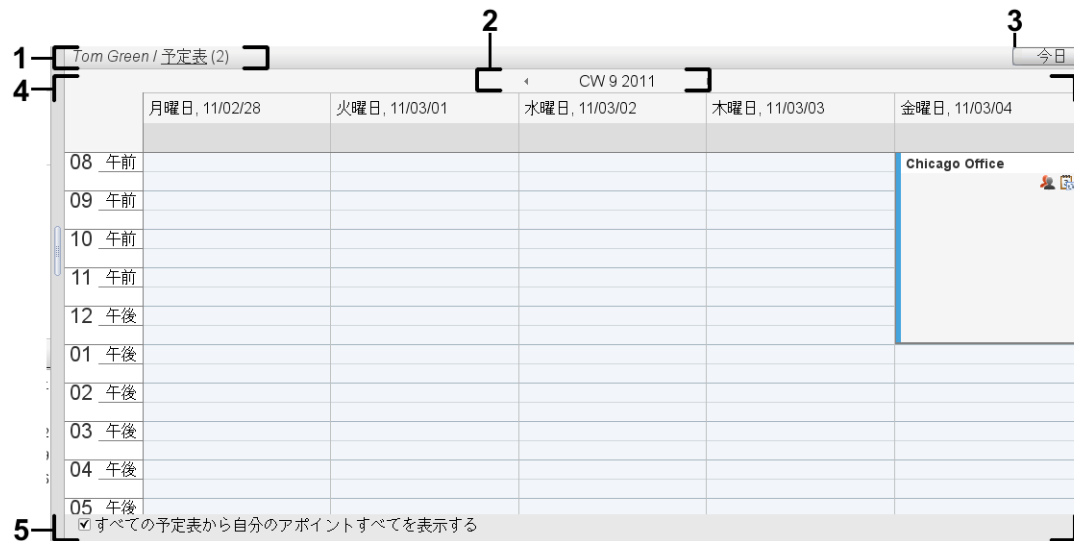 2
3
1
Tom Green / 予定表 (2)
今日
4
CW 9 2011
月曜日, 11/02/28
火曜日, 11/03/01
水曜日, 11/03/02
木曜日, 11/03/03
金曜日, 11/03/04
08 午前
Chicago Office
09 午前
10 午前
11 午前
12 午後
01 午後
02 午後
03 午後
04 午後
05 午後
5
すべての予定表から自分のアポイントすべてを表示する